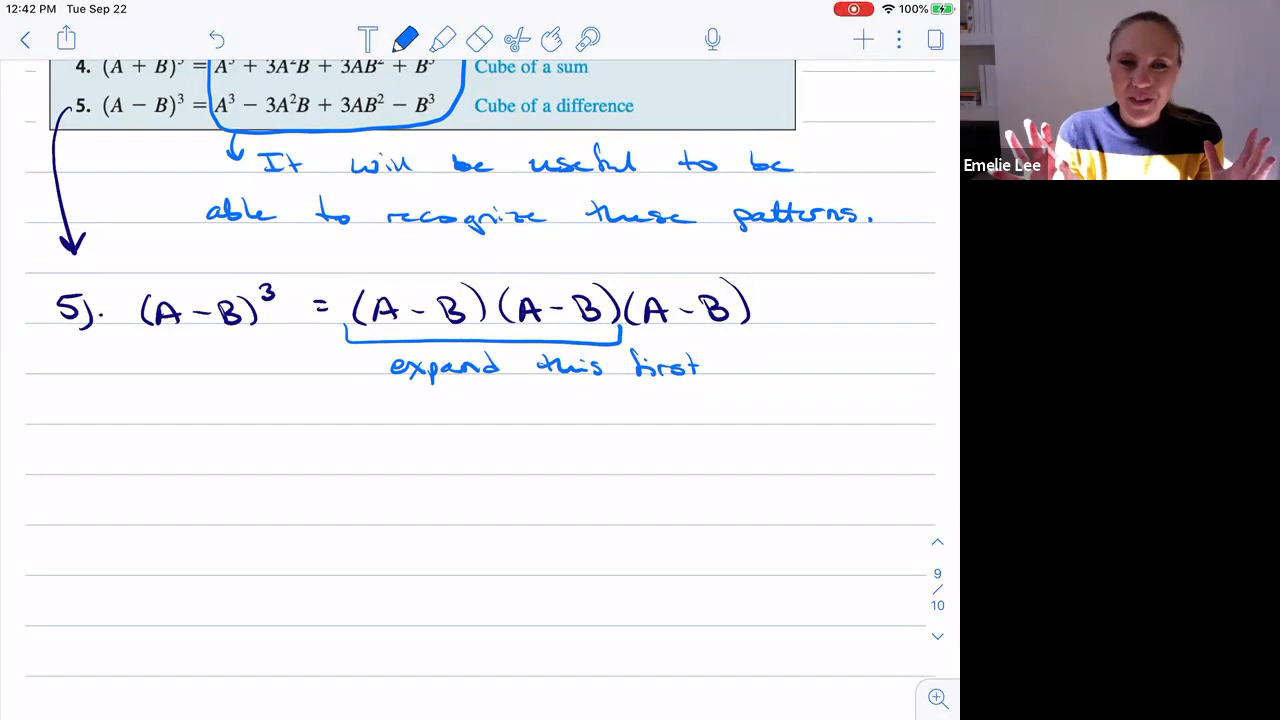 12:42 PM Tue Sep 22
100%
4. (A + B)³ = A³ + 3A²B + 3AB² + B³ Cube of a sum
5. (A − B)³ = A³ − 3A²B + 3AB² − B³ Cube of a difference
It will be useful to be
able to recognize these patterns.
5). (A − B)³ = (A − B)(A − B)(A − B)
expand this first
Emelie Lee
9
/
10